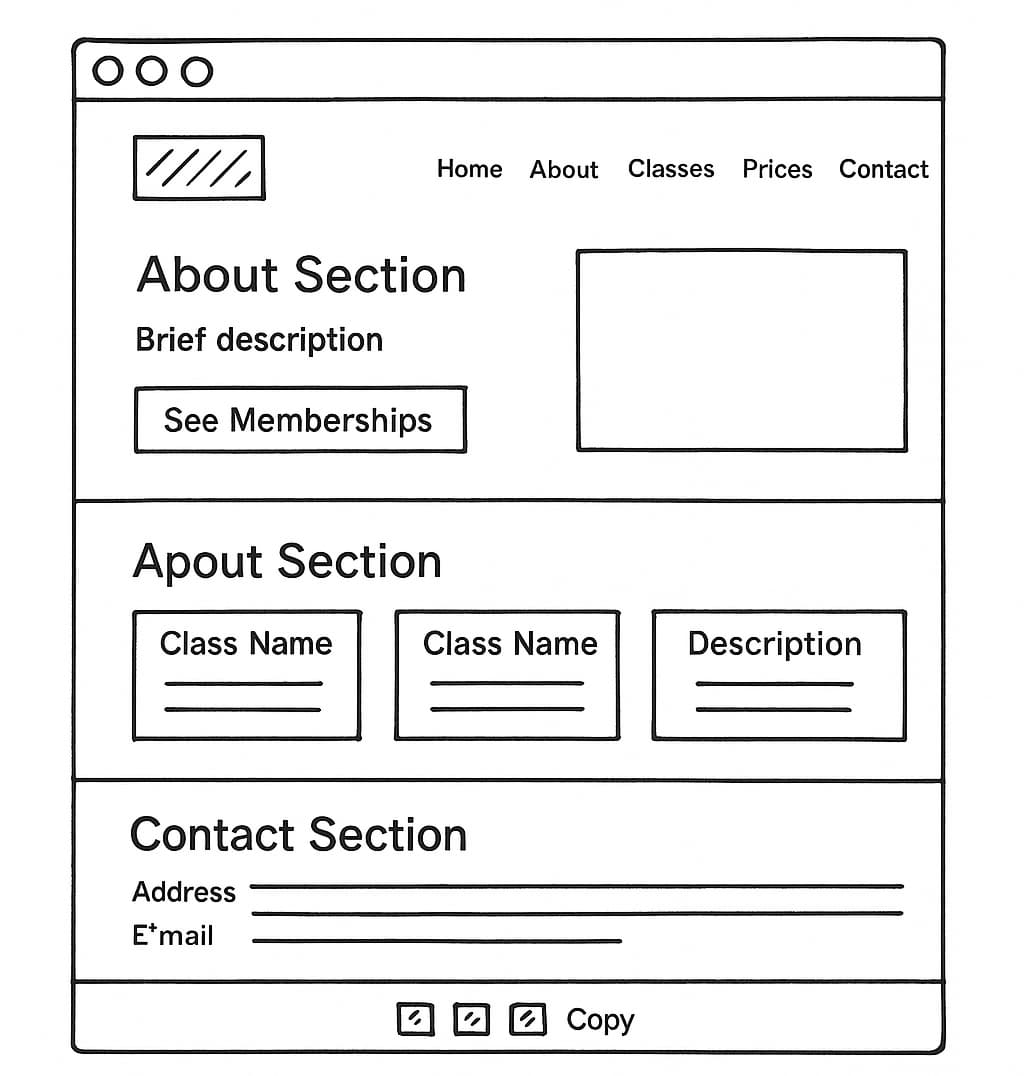 Home About Classes Prices Contact
About Section
Brief description
See Memberships
Apout Section
Class Name Class Name Description
Contact Section
Address
E+mail
Copy